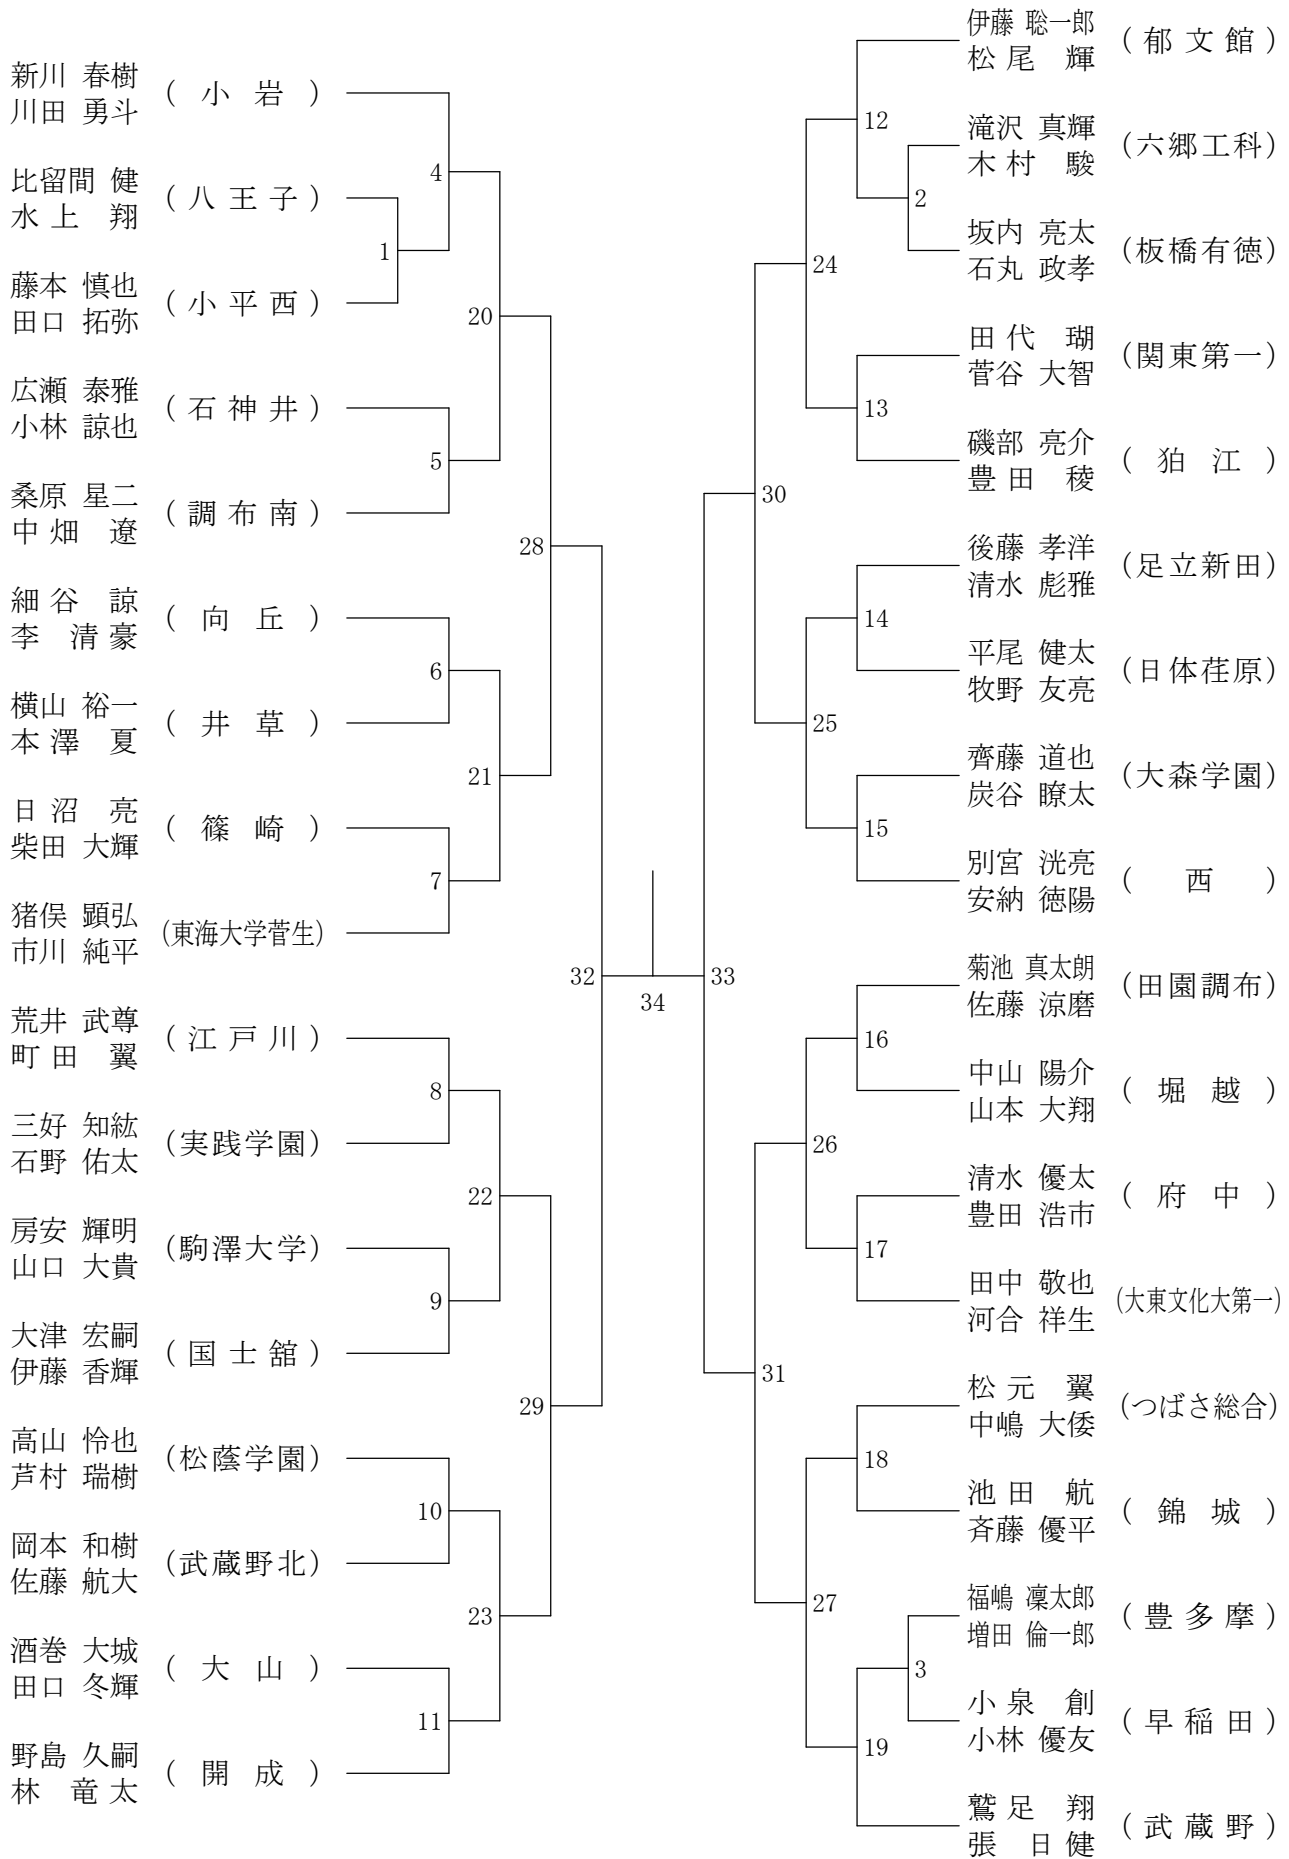 新川 春樹
川田 勇斗
(小岩)
比留間 健
水上 翔
(八王子)
藤本 慎也
田口 拓弥
(小平西)
広瀬 泰雅
小林 諒也
(石神井)
桑原 星二
中畑 遼
(調布南)
細谷 諒
李 清豪
(向丘)
横山 裕一
本澤 夏
(井草)
日沼 亮
柴田 大輝
(篠崎)
猪俣 顕弘
市川 純平
(東海大学菅生)
荒井 武尊
町田 翼
(江戸川)
三好 知紘
石野 佑太
(実践学園)
房安 輝明
山口 大貴
(駒澤大学)
大津 宏嗣
伊藤 香輝
(国士舘)
高山 怜也
芦村 瑞樹
(松蔭学園)
岡本 和樹
佐藤 航大
(武蔵野北)
酒巻 大城
田口 冬輝
(大山)
野島 久嗣
林 竜太
(開成)
1
4
5
6
7
8
9
10
11
20
21
22
23
28
29
32
34
33
30
31
24
25
26
27
12
13
14
15
16
17
18
19
2
3
伊藤 聡一郎
松尾 輝
(郁文館)
滝沢 真輝
木村 駿
(六郷工科)
坂内 亮太
石丸 政孝
(板橋有徳)
田代 瑚
菅谷 大智
(関東第一)
磯部 亮介
豊田 稜
(狛江)
後藤 孝洋
清水 彪雅
(足立新田)
平尾 健太
牧野 友亮
(日体荏原)
齊藤 道也
炭谷 瞭太
(大森学園)
別宮 洸亮
安納 徳陽
(西)
菊池 真太朗
佐藤 涼磨
(田園調布)
中山 陽介
山本 大翔
(堀越)
清水 優太
豊田 浩市
(府中)
田中 敬也
河合 祥生
(大東文化大第一)
松元 翼
中嶋 大倭
(つばさ総合)
池田 航
斉藤 優平
(錦城)
福嶋 凜太郎
増田 倫一郎
(豊多摩)
小泉 創
小林 優友
(早稲田)
鷲足 翔
張 日健
(武蔵野)